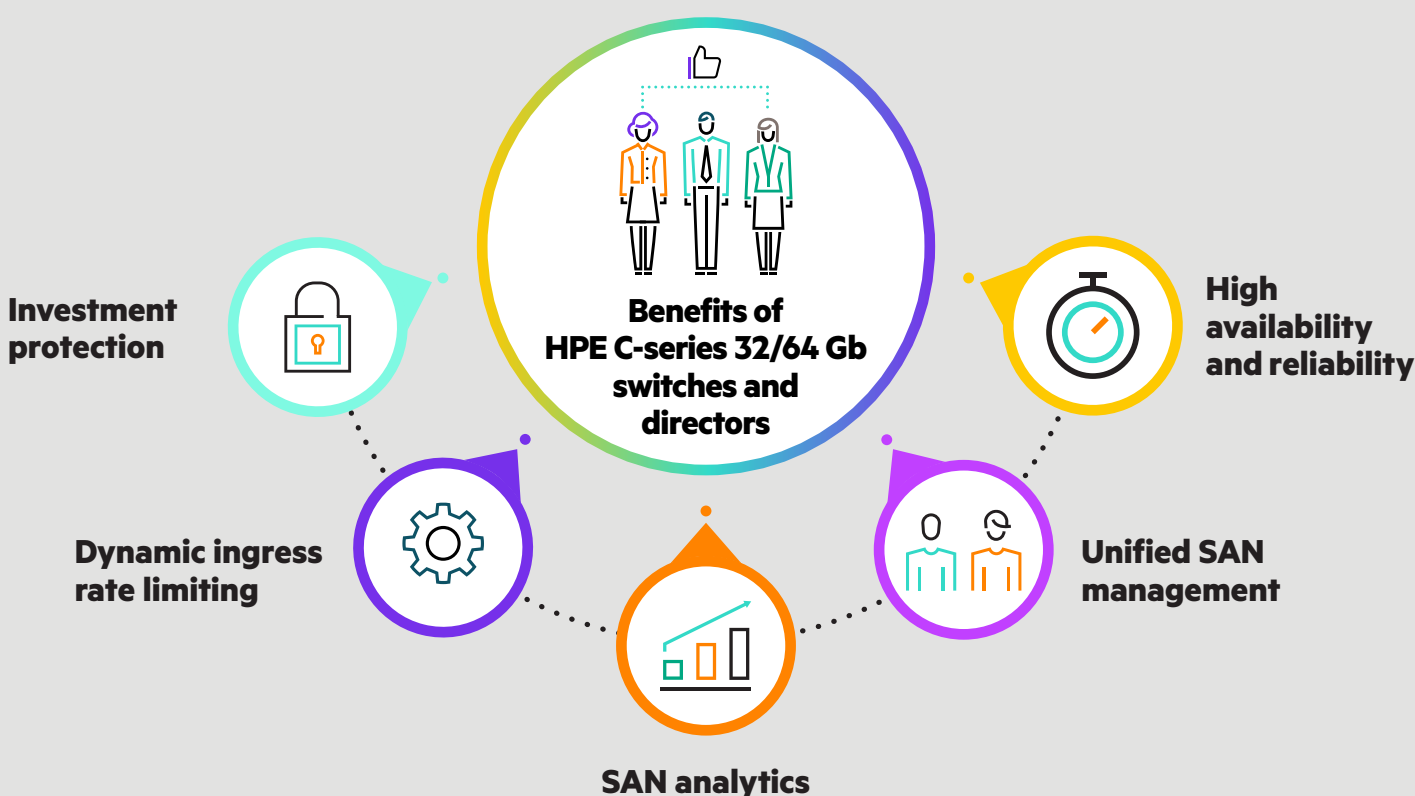 Benefits of
HPE C-series 32/64 Gb
switches and
directors
Investment
protection
Dynamic ingress
rate limiting
SAN analytics
Unified SAN
management
High
availability
and reliability